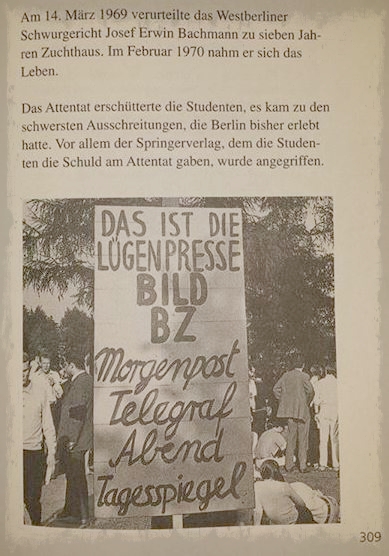 Am 14. März 1969 verurteilte das Westberliner
Schwurgericht Josef Erwin Bachmann zu sieben Jah-
ren Zuchthaus. Im Februar 1970 nahm er sich das
Leben.
Das Attentat erschütterte die Studenten, es kam zu den
schwersten Ausschreitungen, die Berlin bisher erlebt
hatte. Vor allem der Springerverlag, dem die Studen-
ten die Schuld am Attentat gaben, wurde angegriffen.
DAS IST DIE
LÜGENPRESSE
BILD
BZ
Morgenpost
Telegraf
Abend
Tagesspiegel
309